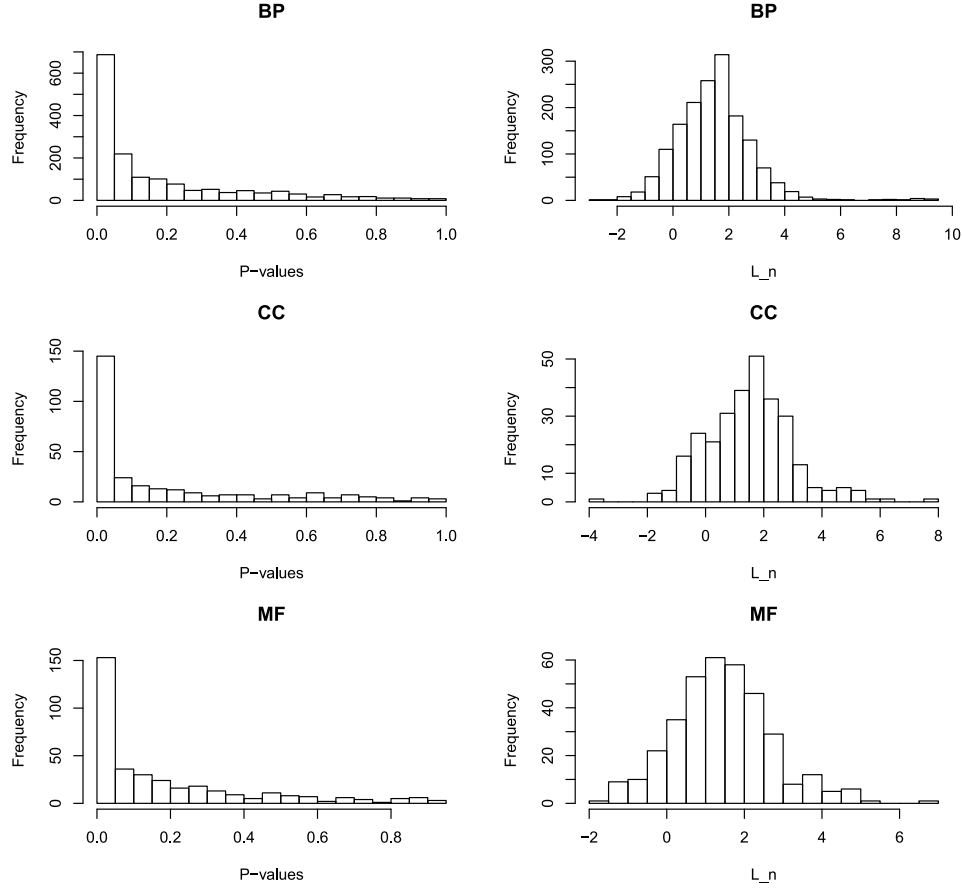 BP
Frequency
0 200 400 600
0.0 0.2 0.4 0.6 0.8 1.0
P−values
BP
Frequency
0 100 200 300
−2 0 2 4 6 8 10
L_n
CC
Frequency
0 50 100 150
0.0 0.2 0.4 0.6 0.8 1.0
P−values
CC
Frequency
0 10 30 50
−4 −2 0 2 4 6 8
L_n
MF
Frequency
0 50 100 150
0.0 0.2 0.4 0.6 0.8
P−values
MF
Frequency
0 20 40 60
−2 0 2 4 6
L_n